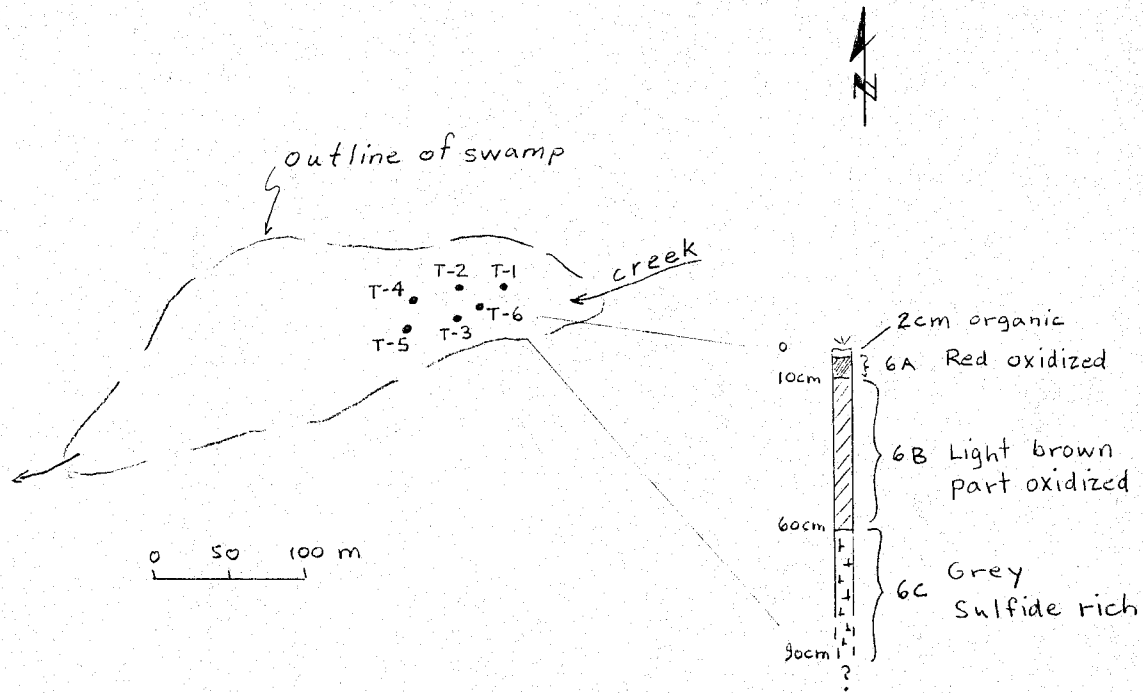 N
outline of swamp
creek
T-2
T-1
T-4
T-6
T-3
T-5
0 50 100 m
2cm organic
0
6A Red oxidized
10cm
6B Light brown
part oxidized
60cm
6C Grey
Sulfide rich
90cm
?